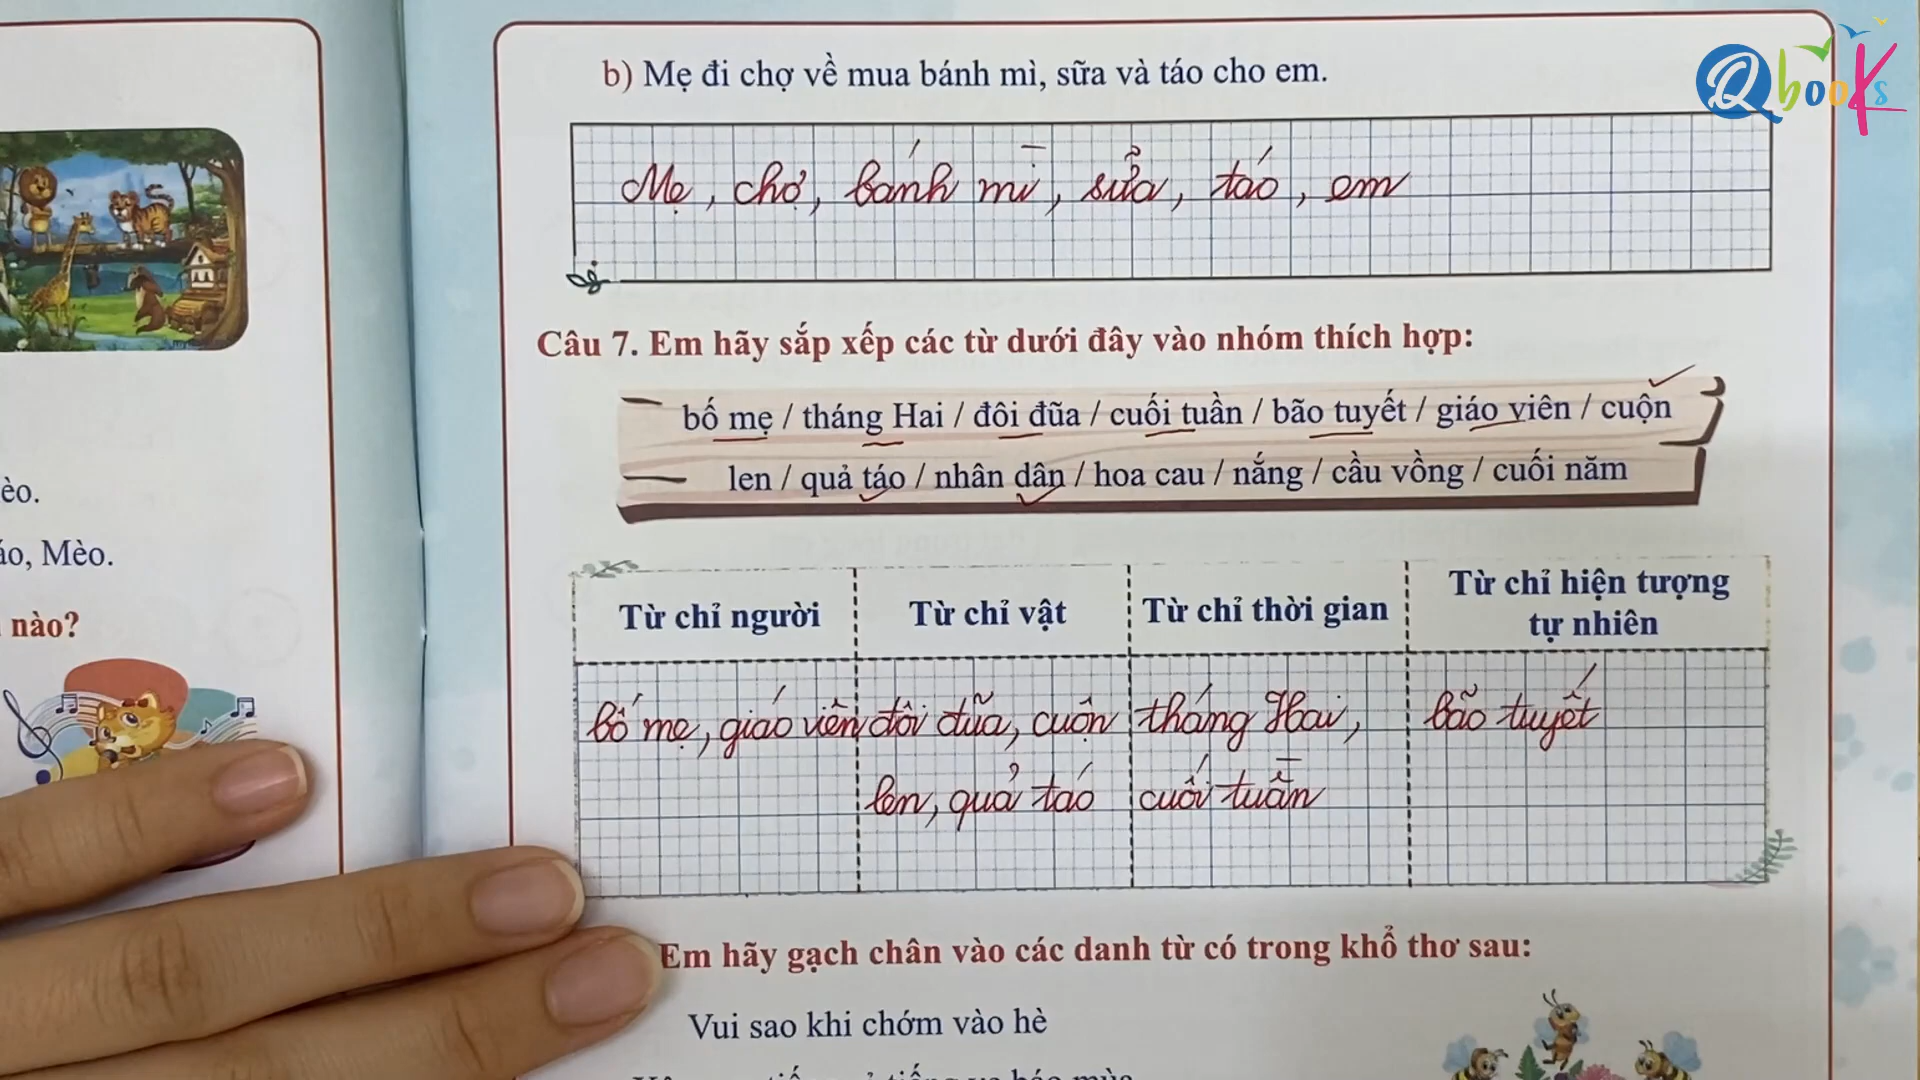 Qbooks
b) Mẹ đi chợ về mua bánh mì, sữa và táo cho em.
Mẹ, chợ, bánh mì, sữa, táo, em
Câu 7. Em hãy sắp xếp các từ dưới đây vào nhóm thích hợp:
bố mẹ / tháng Hai / đôi đũa / cuối tuần / bão tuyết / giáo viên / cuộn
len / quả táo / nhân dân / hoa cau / nắng / cầu vồng / cuối năm
Từ chỉ người
Từ chỉ vật
Từ chỉ thời gian
Từ chỉ hiện tượng
tự nhiên
bố mẹ, giáo viên
đôi đũa, cuộn
len, quả táo
tháng Hai,
cuối tuần
bão tuyết
Em hãy gạch chân vào các danh từ có trong khổ thơ sau:
Vui sao khi chớm vào hè
èo.
áo, Mèo.
nào?